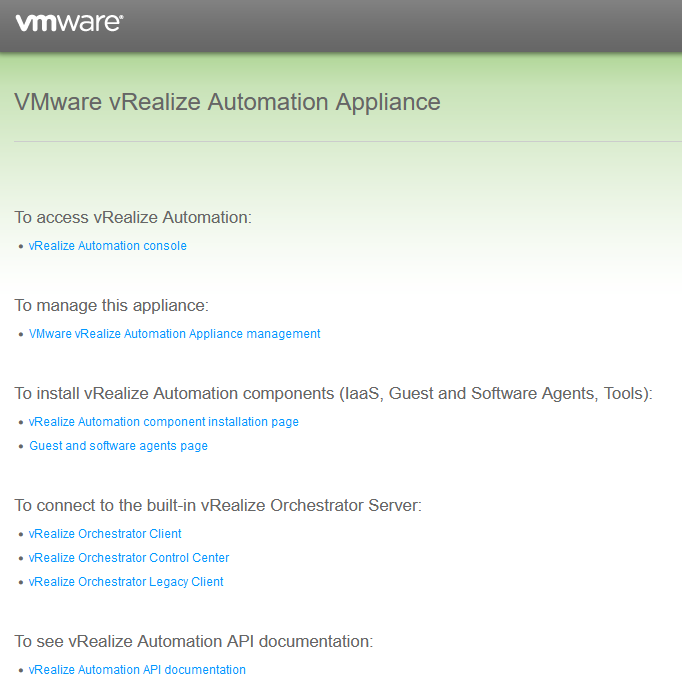 vmware®
VMware vRealize Automation Appliance
To access vRealize Automation:
• vRealize Automation console
To manage this appliance:
• VMware vRealize Automation Appliance management
To install vRealize Automation components (IaaS, Guest and Software Agents, Tools):
• vRealize Automation component installation page
• Guest and software agents page
To connect to the built-in vRealize Orchestrator Server:
• vRealize Orchestrator Client
• vRealize Orchestrator Control Center
• vRealize Orchestrator Legacy Client
To see vRealize Automation API documentation:
• vRealize Automation API documentation